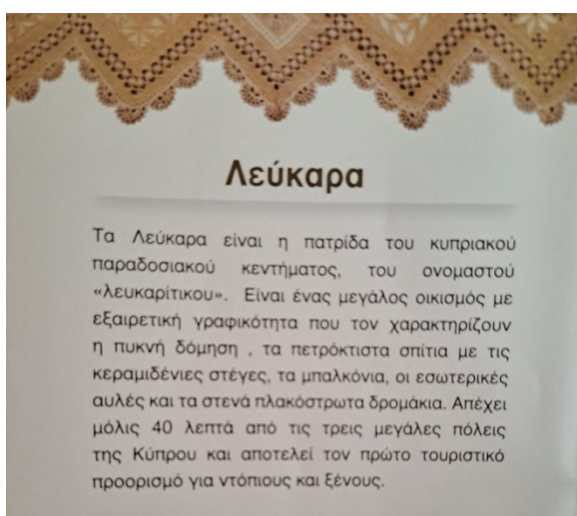 Λεύκαρα
Τα Λεύκαρα είναι η πατρίδα του κυπριακού
παραδοσιακού κεντήματος, του ονομαστού
«λευκαρίτικου». Είναι ένας μεγάλος οικισμός με
εξαιρετική γραφικότητα που τον χαρακτηρίζουν
η πυκνή δόμηση , τα πετρόκτιστα σπίτια με τις
κεραμιδένιες στέγες, τα μπαλκόνια, οι εσωτερικές
αυλές και τα στενά πλακόστρωτα δρομάκια. Απέχει
μόλις 40 λεπτά από τις τρεις μεγάλες πόλεις
της Κύπρου και αποτελεί τον πρώτο τουριστικό
προορισμό για ντόπιους και ξένους.